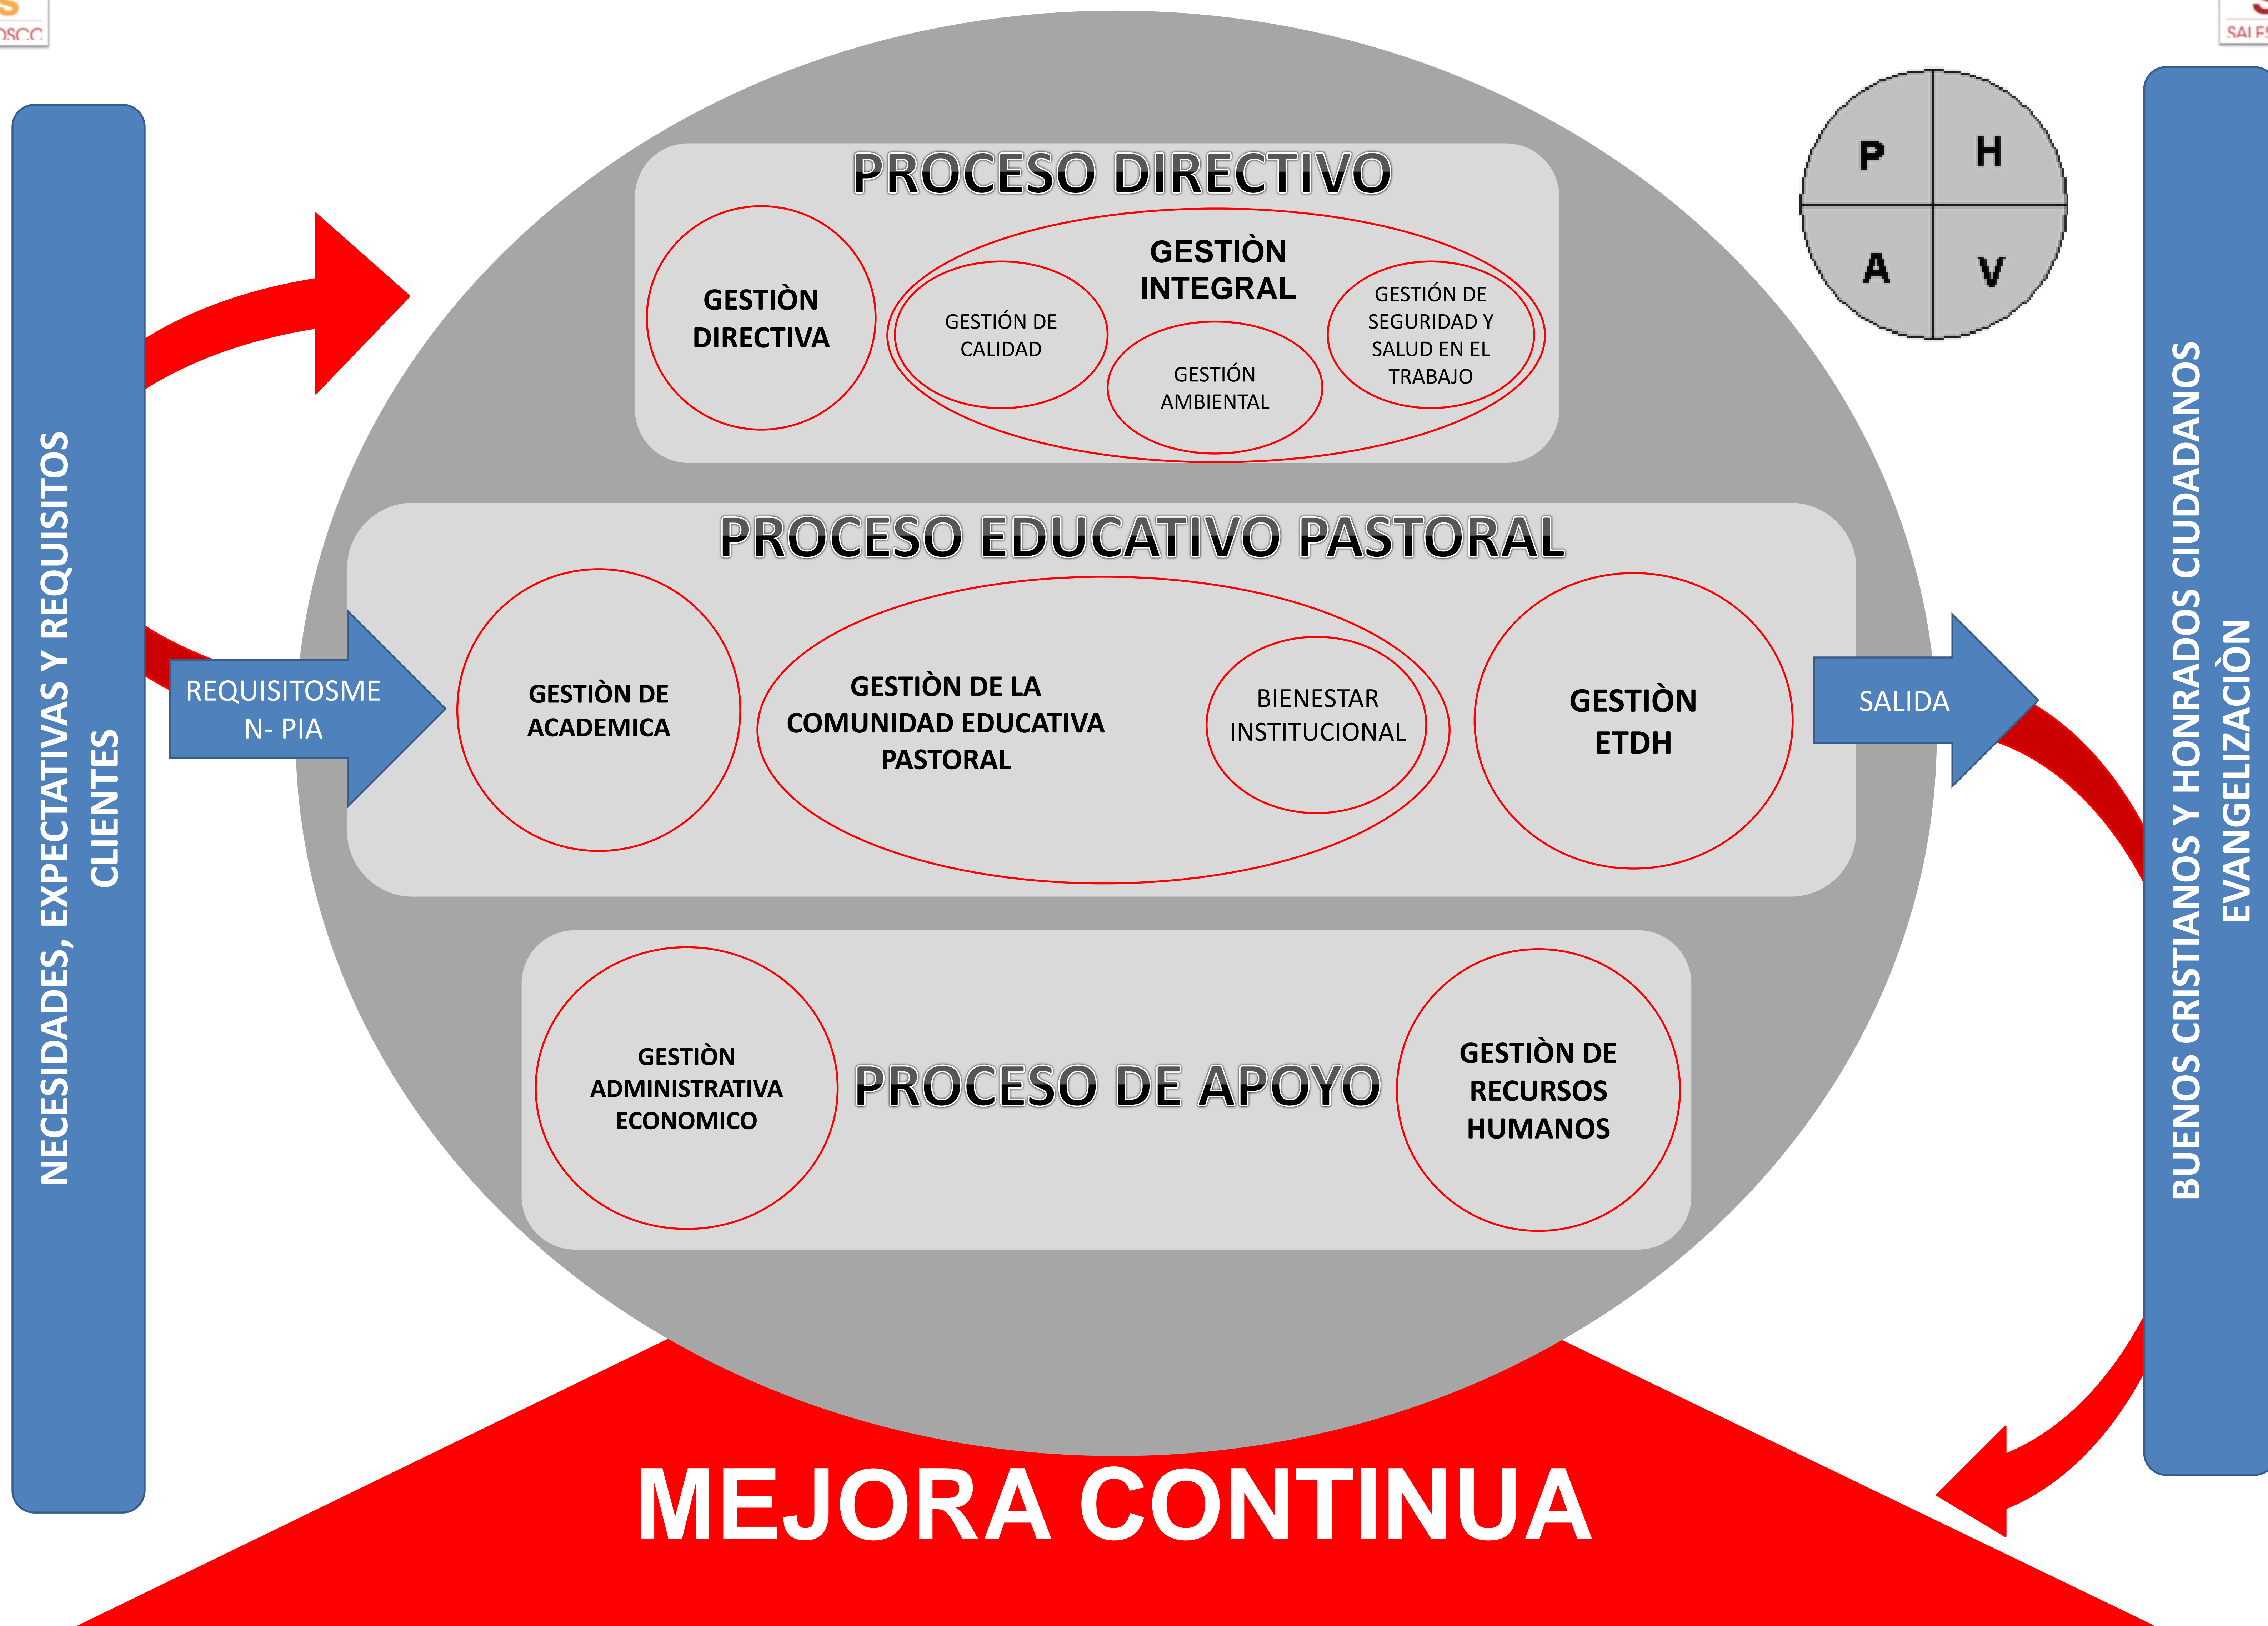 PROCESO DIRECTIVO
GESTIÒN
DIRECTIVA
GESTIÒN
INTEGRAL
GESTIÓN DE
CALIDAD
GESTIÓN
AMBIENTAL
GESTIÓN DE
SEGURIDAD Y
SALUD EN EL
TRABAJO
P
H
A
V
NECESIDADES, EXPECTATIVAS Y REQUISITOS
CLIENTES
REQUISITOSME
N- PIA
PROCESO EDUCATIVO PASTORAL
GESTIÒN DE
ACADEMICA
GESTIÒN DE LA
COMUNIDAD EDUCATIVA
PASTORAL
BIENESTAR
INSTITUCIONAL
GESTIÒN
ETDH
SALIDA
BUENOS CRISTIANOS Y HONRADOS CIUDADANOS
EVANGELIZACIÒN
GESTIÒN
ADMINISTRATIVA
ECONOMICO
PROCESO DE APOYO
GESTIÒN DE
RECURSOS
HUMANOS
MEJORA CONTINUA